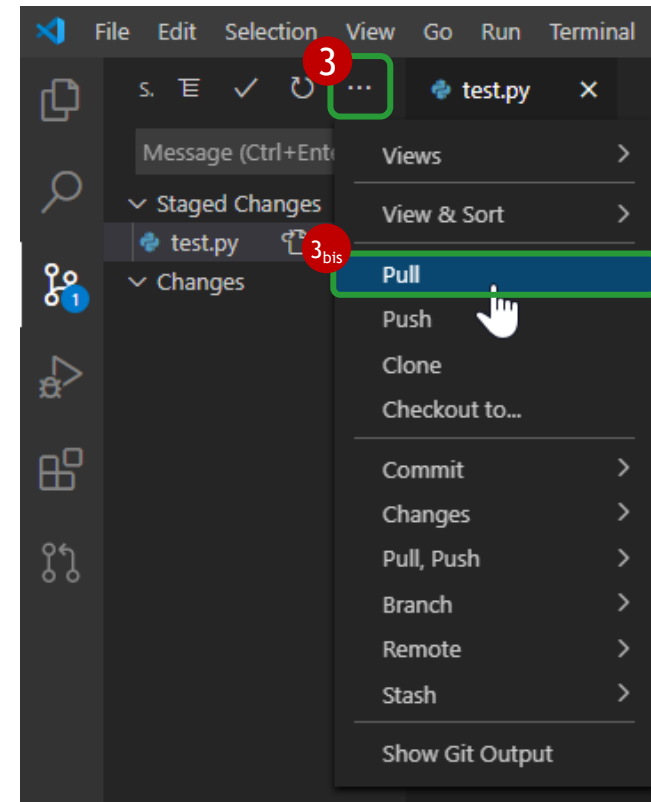 File Edit Selection View Go Run Terminal
3
S. ... test.py ×
Message (Ctrl+Ente
Views
Staged Changes
View & Sort
test.py
3bis
Changes
Pull
1
Push
Clone
Checkout to...
Commit
Changes
Pull, Push
Branch
Remote
Stash
Show Git Output